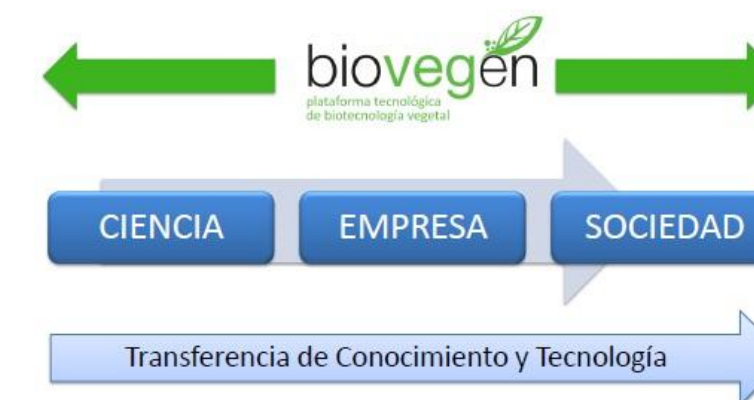 biovegen
plataforma tecnológica
de biotecnología vegetal
CIENCIA
EMPRESA
SOCIEDAD
Transferencia de Conocimiento y Tecnología